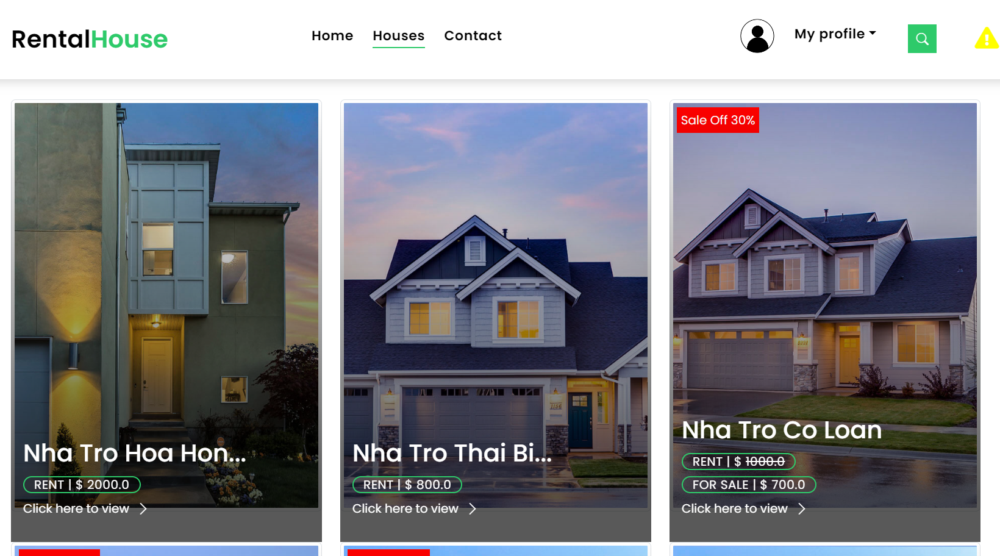 RentalHouse
Home Houses Contact
My profile
Sale Off 30%
Nha Tro Hoa Hon...
RENT | $ 2000.0
Click here to view
1156
Nha Tro Thai Bi...
RENT | $ 800.0
Click here to view
Nha Tro Co Loan
RENT | $ 1000.0
FOR SALE | $ 700.0
Click here to view